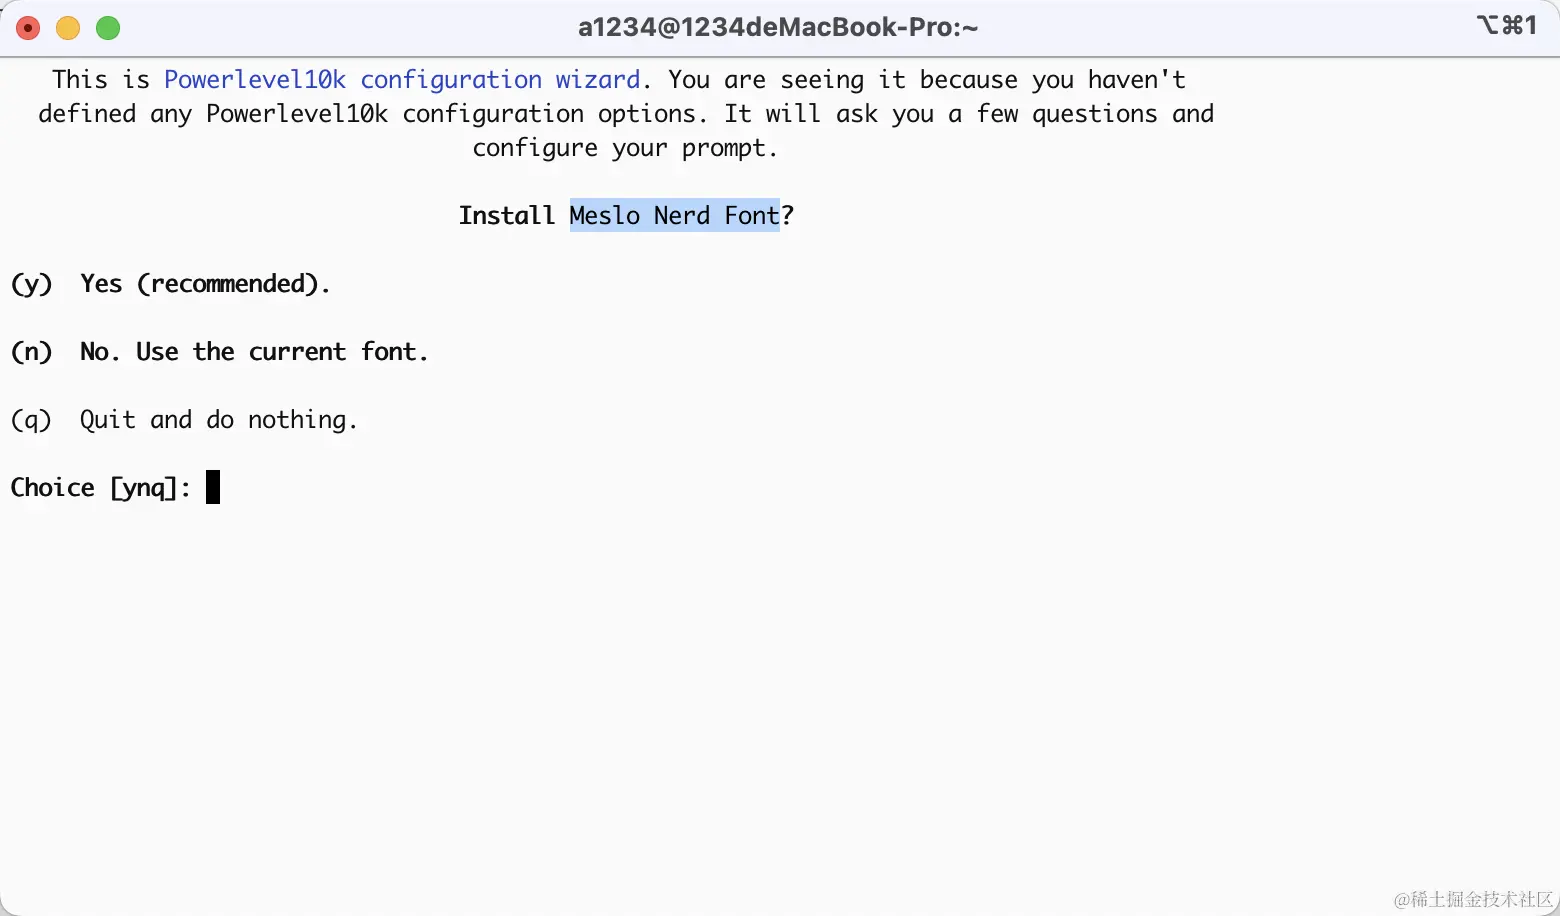 a1234@1234deMacBook-Pro:~ ⌥⌘1
This is Powerlevel10k configuration wizard. You are seeing it because you haven't
defined any Powerlevel10k configuration options. It will ask you a few questions and
configure your prompt.
Install Meslo Nerd Font?
(y) Yes (recommended).
(n) No. Use the current font.
(q) Quit and do nothing.
Choice [ynq]:
@稀土掘金技术社区